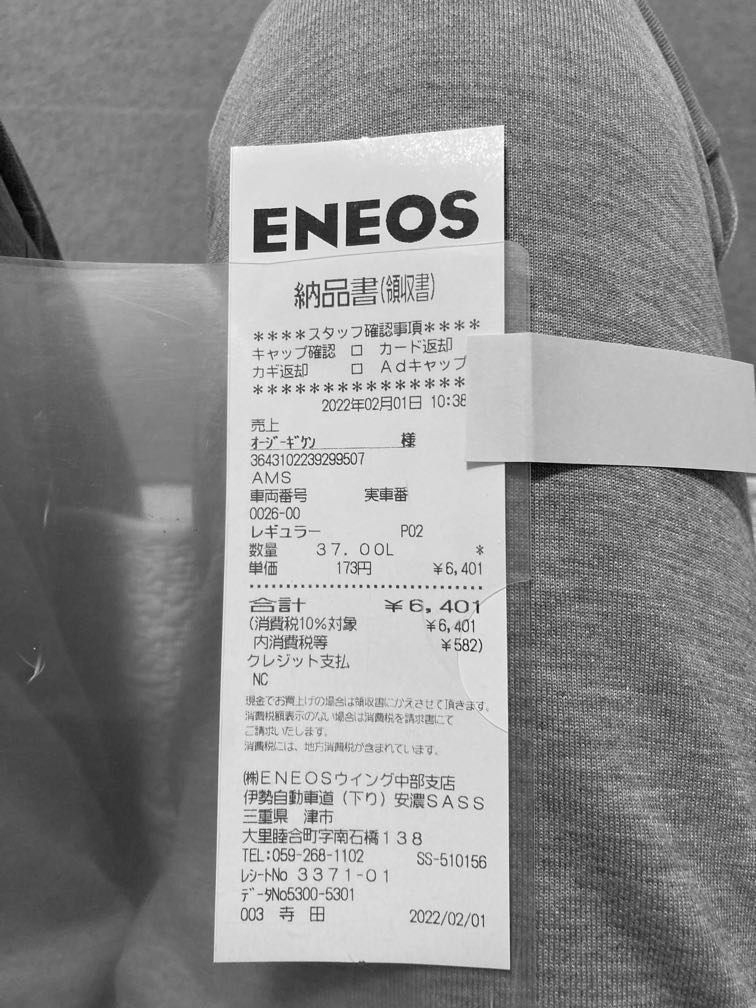 ENEOS
納品書(領収書)
****スタッフ確認事項****
キャップ確認 □ カード返却
カギ返却 □ Adキャップ
***************
2022年02月01日 10:38
売上
オージーギケン 様
3643102239299507
AMS
車両番号 実車番
0026-00
レギュラー P02
数量 37.00L *
単価 173円 ¥6,401
合計 ¥6,401
(消費税10%対象 ¥6,401
内消費税等 ¥582)
クレジット支払
NC
現金でお買上げの場合は領収書にかえさせて頂きます。
消費税額表示のない場合は消費税を請求書にて
ご請求いたします。
消費税には、地方消費税が含まれています。
㈱ENEOSウイング中部支店
伊勢自動車道(下り)安濃SASS
三重県 津市
大里睦合町字南石橋138
TEL:059-268-1102 SS-510156
レシートNo 3371-01
データNo5300-5301
003 寺田 2022/02/01